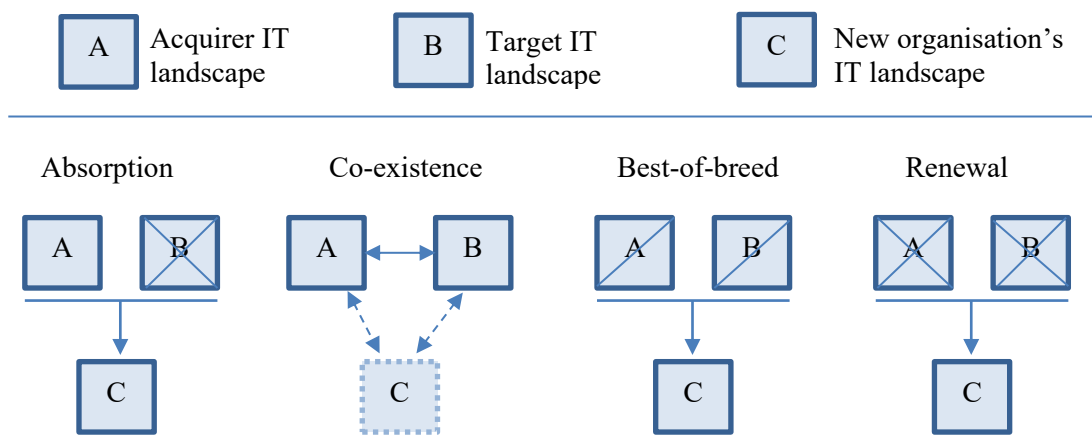 A
Acquirer IT
landscape
B
Target IT
landscape
C
New organisation’s
IT landscape
Absorption
Co-existence
Best-of-breed
Renewal
A
B
A
B
A
B
A
B
C
C
C
C